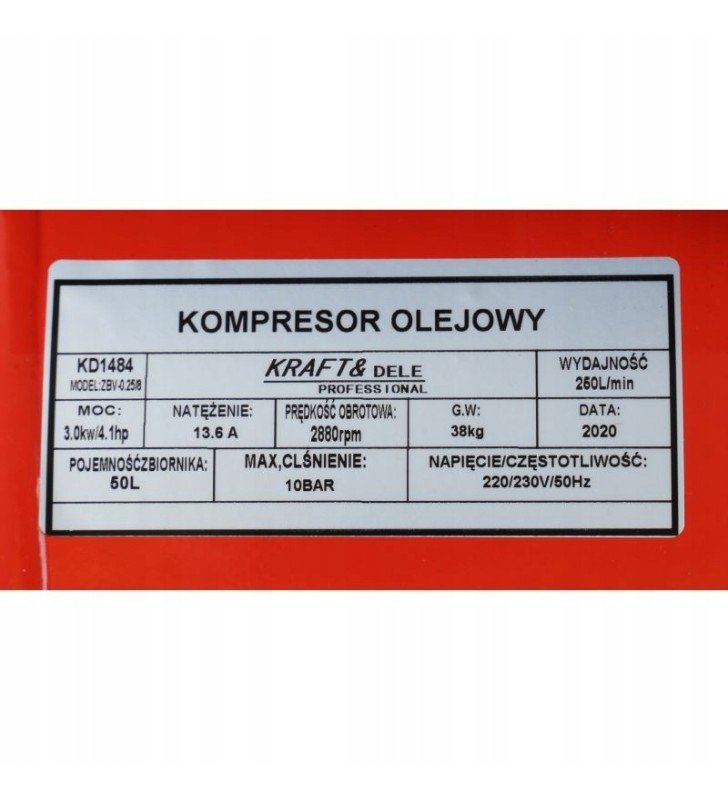 KOMPRESOR OLEJOWY
KD1484
MODEL:ZBV-0.25/8
KRAFT& DELE
PROFESSIONAL
WYDAJNOŚĆ
250L/min
MOC:
3.0kw/4.1hp
NATĘŻENIE:
13.6 A
PRĘDKOŚĆ OBROTOWA:
2880rpm
G.W:
38kg
DATA:
2020
POJEMNOŚĆZBIORNIKA:
50L
MAX,CLŚNIENIE:
10BAR
NAPIĘCIE/CZĘSTOTLIWOŚĆ:
220/230V/50Hz